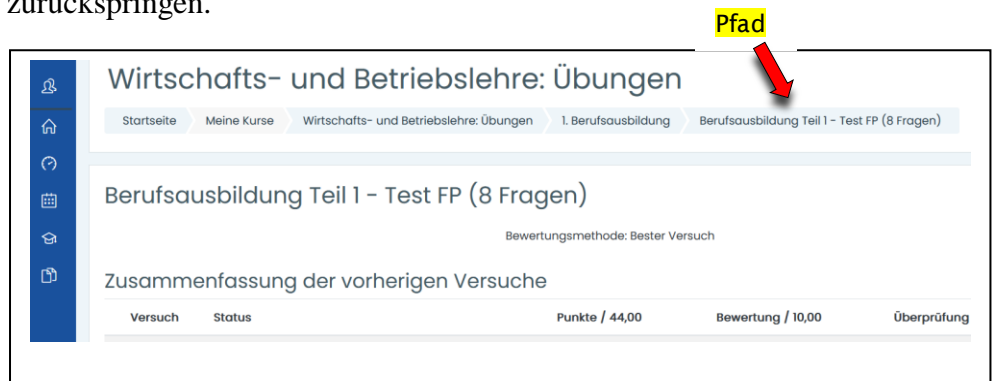 zurückspringen.
Pfad
Wirtschafts- und Betriebslehre: Übungen
Startseite Meine Kurse Wirtschafts- und Betriebslehre: Übungen 1. Berufsausbildung Berufsausbildung Teil 1 - Test FP (8 Fragen)
Berufsausbildung Teil 1 - Test FP (8 Fragen)
Bewertungsmethode: Bester Versuch
Zusammenfassung der vorherigen Versuche
Versuch Status Punkte / 44,00 Bewertung / 10,00 Überprüfung